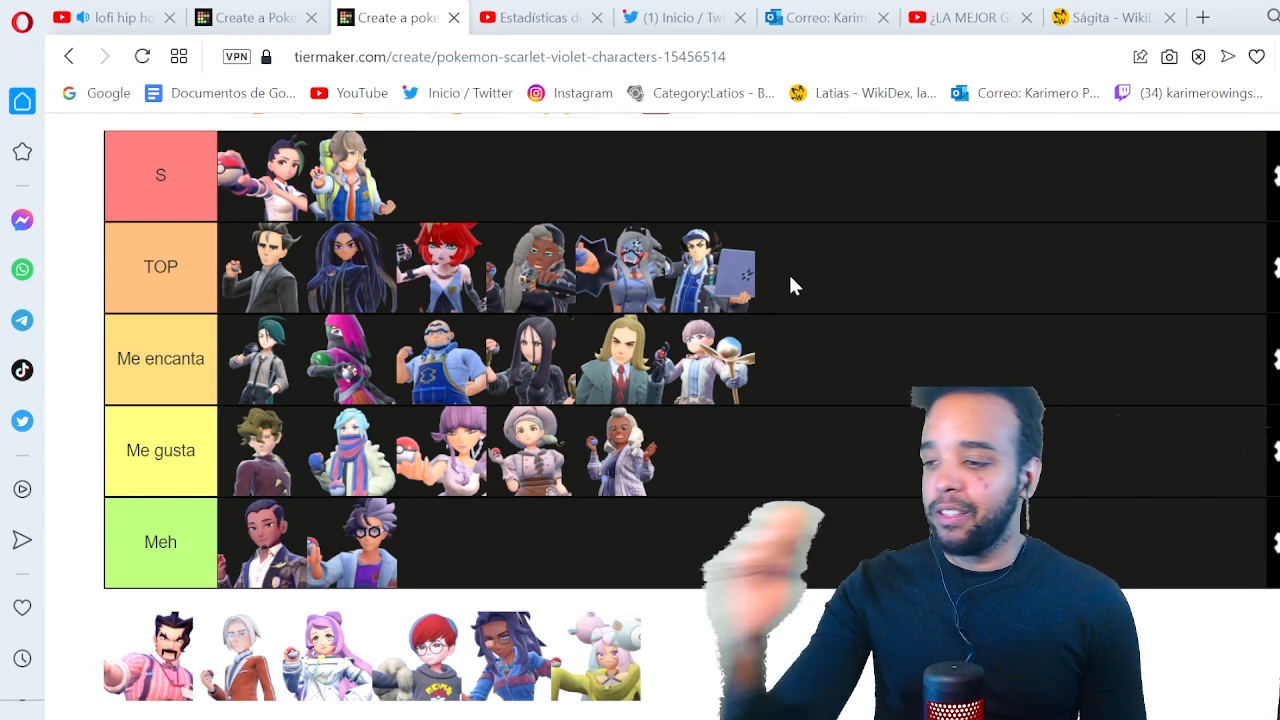 lofi hip ho
Create a Poke
Create a poke
Estadísticas d
(1) Inicio / Twi
Correo: Karim
¿LA MEJOR G
Ságita - WikiD
VPN
tiermaker.com/create/pokemon-scarlet-violet-characters-15456514
Google
Documentos de Go...
YouTube
Inicio / Twitter
Instagram
Category:Latios - B...
Latias - WikiDex, la...
Correo: Karimero P...
(34) karimerowings...
S
TOP
Me encanta
Me gusta
Meh